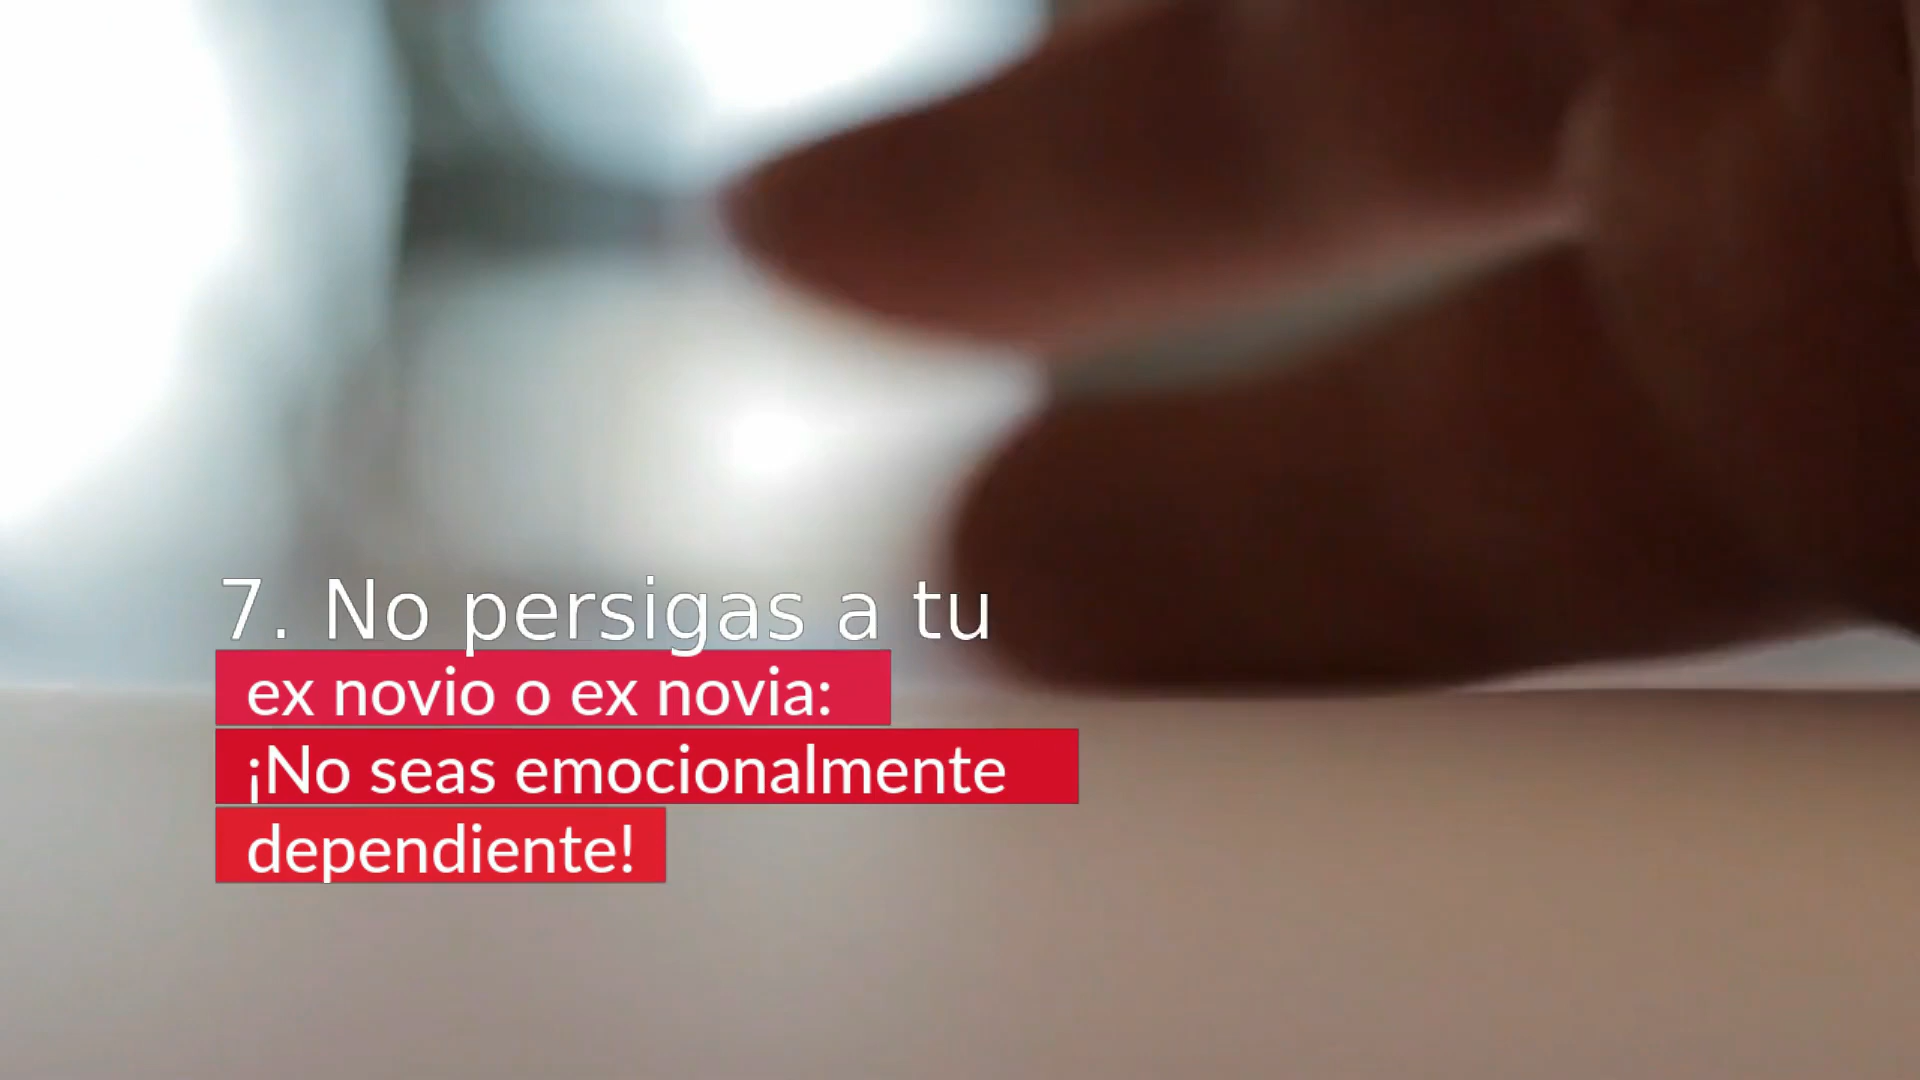 7. No persigas a tu
ex novio o ex novia:
¡No seas emocionalmente
dependiente!